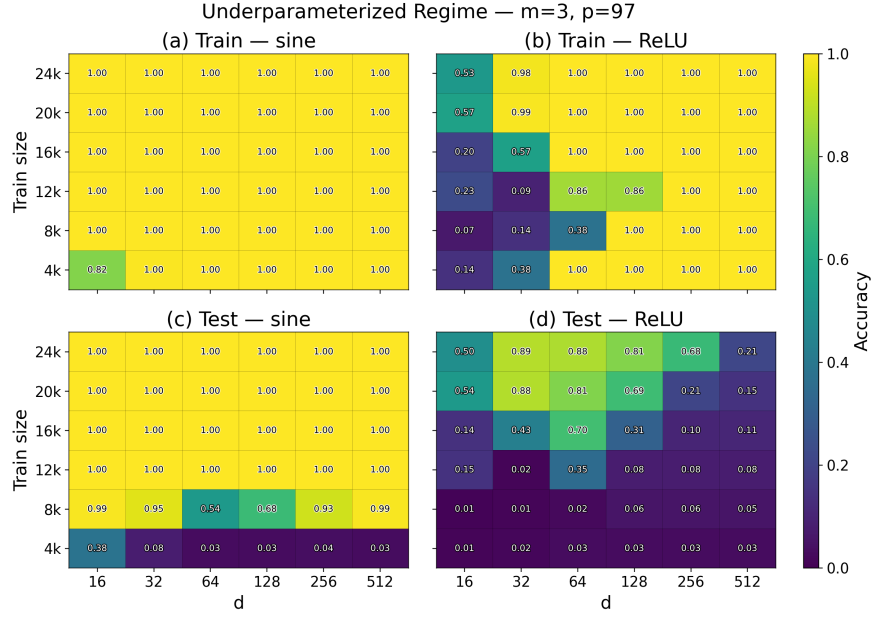 Underparameterized Regime — m=3, p=97
(a) Train — sine
(b) Train — ReLU
1.0
24k 1.00 1.00 1.00 1.00 1.00 1.00
0.53 0.98 1.00 1.00 1.00 1.00
20k 1.00 1.00 1.00 1.00 1.00 1.00
0.57 0.99 1.00 1.00 1.00 1.00
16k 1.00 1.00 1.00 1.00 1.00 1.00
0.20 0.57 1.00 1.00 1.00 1.00
0.8
12k 1.00 1.00 1.00 1.00 1.00 1.00
0.23 0.09 0.86 0.86 1.00 1.00
8k 1.00 1.00 1.00 1.00 1.00 1.00
0.07 0.14 0.38 1.00 1.00 1.00
4k 0.82 1.00 1.00 1.00 1.00 1.00
0.14 0.38 1.00 1.00 1.00 1.00
Train size
0.6
Accuracy
(c) Test — sine
(d) Test — ReLU
24k 1.00 1.00 1.00 1.00 1.00 1.00
0.50 0.89 0.88 0.81 0.68 0.21
0.4
20k 1.00 1.00 1.00 1.00 1.00 1.00
0.54 0.88 0.81 0.69 0.21 0.15
16k 1.00 1.00 1.00 1.00 1.00 1.00
0.14 0.43 0.70 0.31 0.10 0.11
12k 1.00 1.00 1.00 1.00 1.00 1.00
0.15 0.02 0.35 0.08 0.08 0.08
0.2
8k 0.99 0.95 0.54 0.68 0.93 0.99
0.01 0.01 0.02 0.06 0.06 0.05
4k 0.38 0.08 0.03 0.03 0.04 0.03
0.01 0.02 0.03 0.03 0.03 0.03
0.0
Train size
16 32 64 128 256 512
16 32 64 128 256 512
d
d